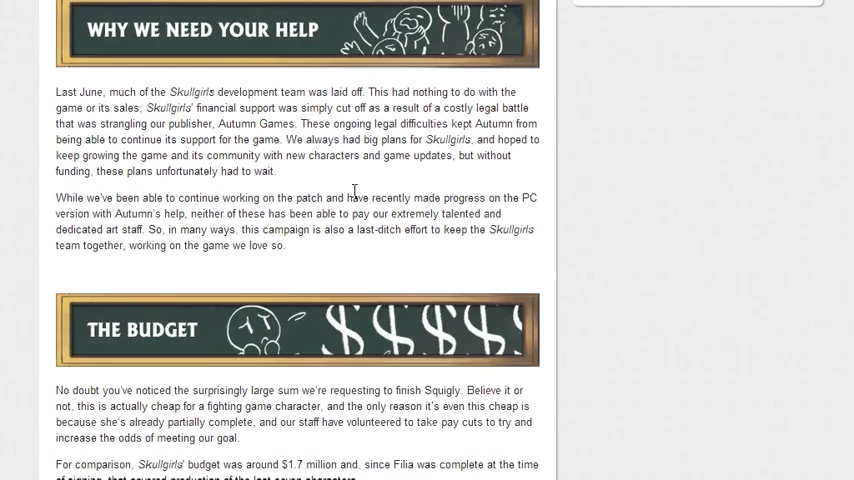 WHY WE NEED YOUR HELP
Last June, much of the Skullgirls development team was laid off. This had nothing to do with the
game or its sales; Skullgirls' financial support was simply cut off as a result of a costly legal battle
that was strangling our publisher, Autumn Games. These ongoing legal difficulties kept Autumn from
being able to continue its support for the game. We always had big plans for Skullgirls, and hoped to
keep growing the game and its community with new characters and game updates, but without
funding, these plans unfortunately had to wait.
While we've been able to continue working on the patch and have recently made progress on the PC
version with Autumn's help, neither of these has been able to pay our extremely talented and
dedicated art staff. So, in many ways, this campaign is also a last-ditch effort to keep the Skullgirls
team together, working on the game we love so.
THE BUDGET
$ $ $ $ $
No doubt you've noticed the surprisingly large sum we're requesting to finish Squigly. Believe it or
not, this is actually cheap for a fighting game character, and the only reason it's even this cheap is
because she's already partially complete, and our staff have volunteered to take pay cuts to try and
increase the odds of meeting our goal.
For comparison, Skullgirls' budget was around $1.7 million and, since Filia was complete at the time
of signing, that covered production of the last seven characters.